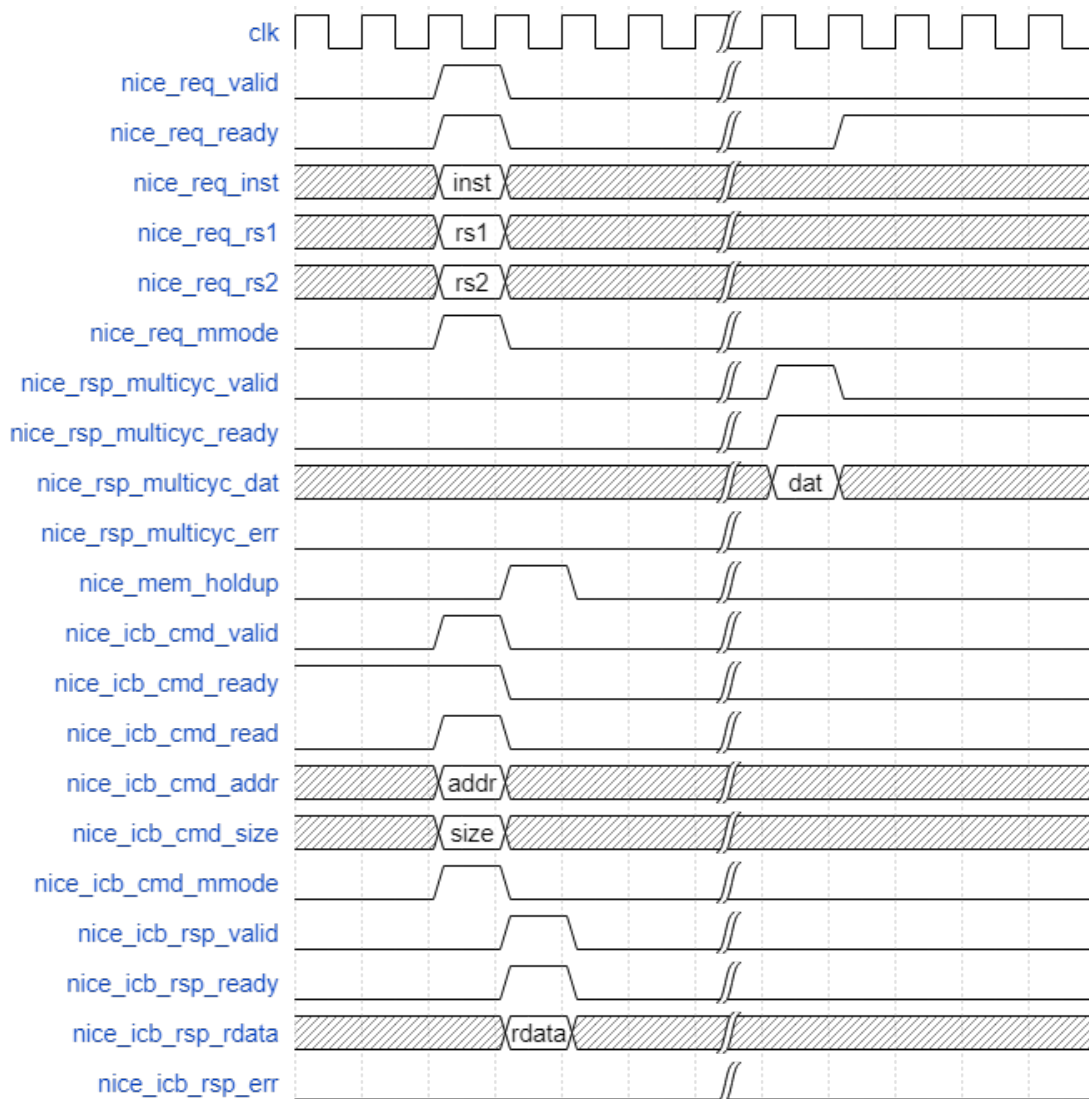 clk
nice_req_valid
nice_req_ready
nice_req_inst inst
nice_req_rs1 rs1
nice_req_rs2 rs2
nice_req_mmode
nice_rsp_multicyc_valid
nice_rsp_multicyc_ready
nice_rsp_multicyc_dat dat
nice_rsp_multicyc_err
nice_mem_holdup
nice_icb_cmd_valid
nice_icb_cmd_ready
nice_icb_cmd_read
nice_icb_cmd_addr addr
nice_icb_cmd_size size
nice_icb_cmd_mmode
nice_icb_rsp_valid
nice_icb_rsp_ready
nice_icb_rsp_rdata rdata
nice_icb_rsp_err